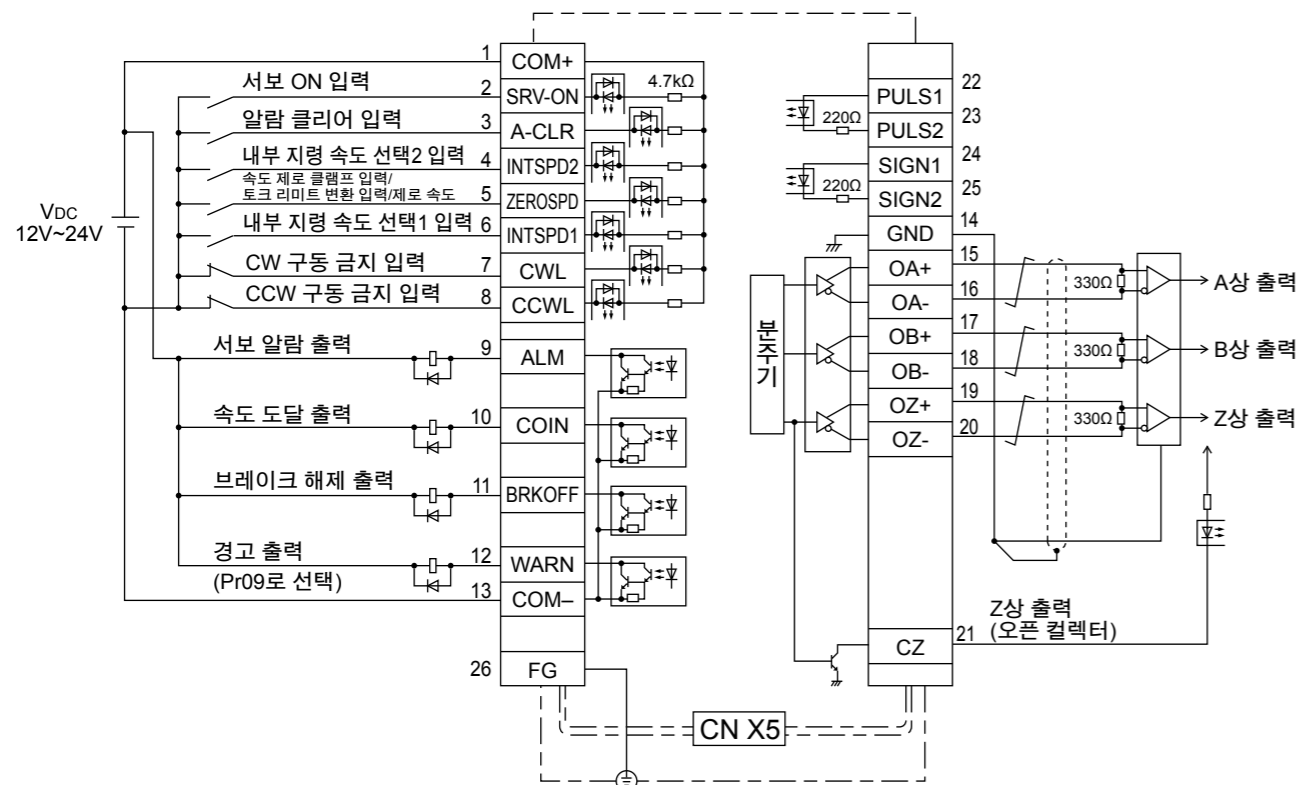 1
COM+
서보 ON 입력
2
SRV-ON
4.7kΩ
알람 클리어 입력
3
A-CLR
내부 지령 속도 선택2 입력
4
INTSPD2
속도 제로 클램프 입력/
토크 리미트 변환 입력/제로 속도
5
ZEROSPD
내부 지령 속도 선택1 입력
6
INTSPD1
CW 구동 금지 입력
7
CWL
CCW 구동 금지 입력
8
CCWL
VDC
12V~24V
서보 알람 출력
9
ALM
속도 도달 출력
10
COIN
브레이크 해제 출력
11
BRKOFF
경고 출력
(Pr09로 선택)
12
WARN
13
COM–
26
FG
CN X5
22
PULS1
23
220Ω
PULS2
24
SIGN1
25
220Ω
SIGN2
14
GND
15
OA+
16
OA-
330Ω
A상 출력
17
OB+
18
OB-
330Ω
B상 출력
19
OZ+
20
OZ-
330Ω
Z상 출력
분주기
Z상 출력
(오픈 컬렉터)
21
CZ